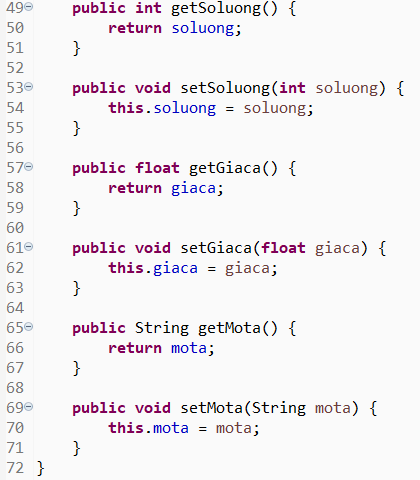 49 public int getSoluong() {
50 return soluong;
51 }
52
53 public void setSoluong(int soluong) {
54 this.soluong = soluong;
55 }
56
57 public float getGiaca() {
58 return giaca;
59 }
60
61 public void setGiaca(float giaca) {
62 this.giaca = giaca;
63 }
64
65 public String getMota() {
66 return mota;
67 }
68
69 public void setMota(String mota) {
70 this.mota = mota;
71 }
72 }